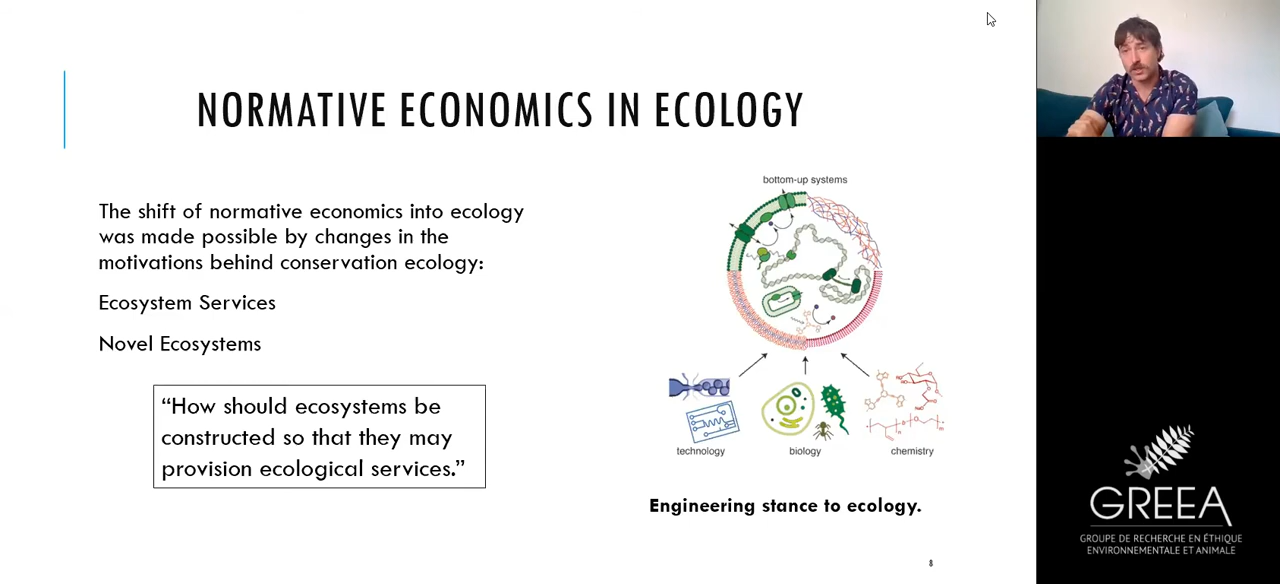 NORMATIVE ECONOMICS IN ECOLOGY
The shift of normative economics into ecology
was made possible by changes in the
motivations behind conservation ecology:
Ecosystem Services
Novel Ecosystems
“How should ecosystems be
constructed so that they may
provision ecological services.”
bottom-up systems
technology
biology
chemistry
Engineering stance to ecology.
8
GREEA
GROUPE DE RECHERCHE EN ÉTHIQUE
ENVIRONNEMENTALE ET ANIMALE